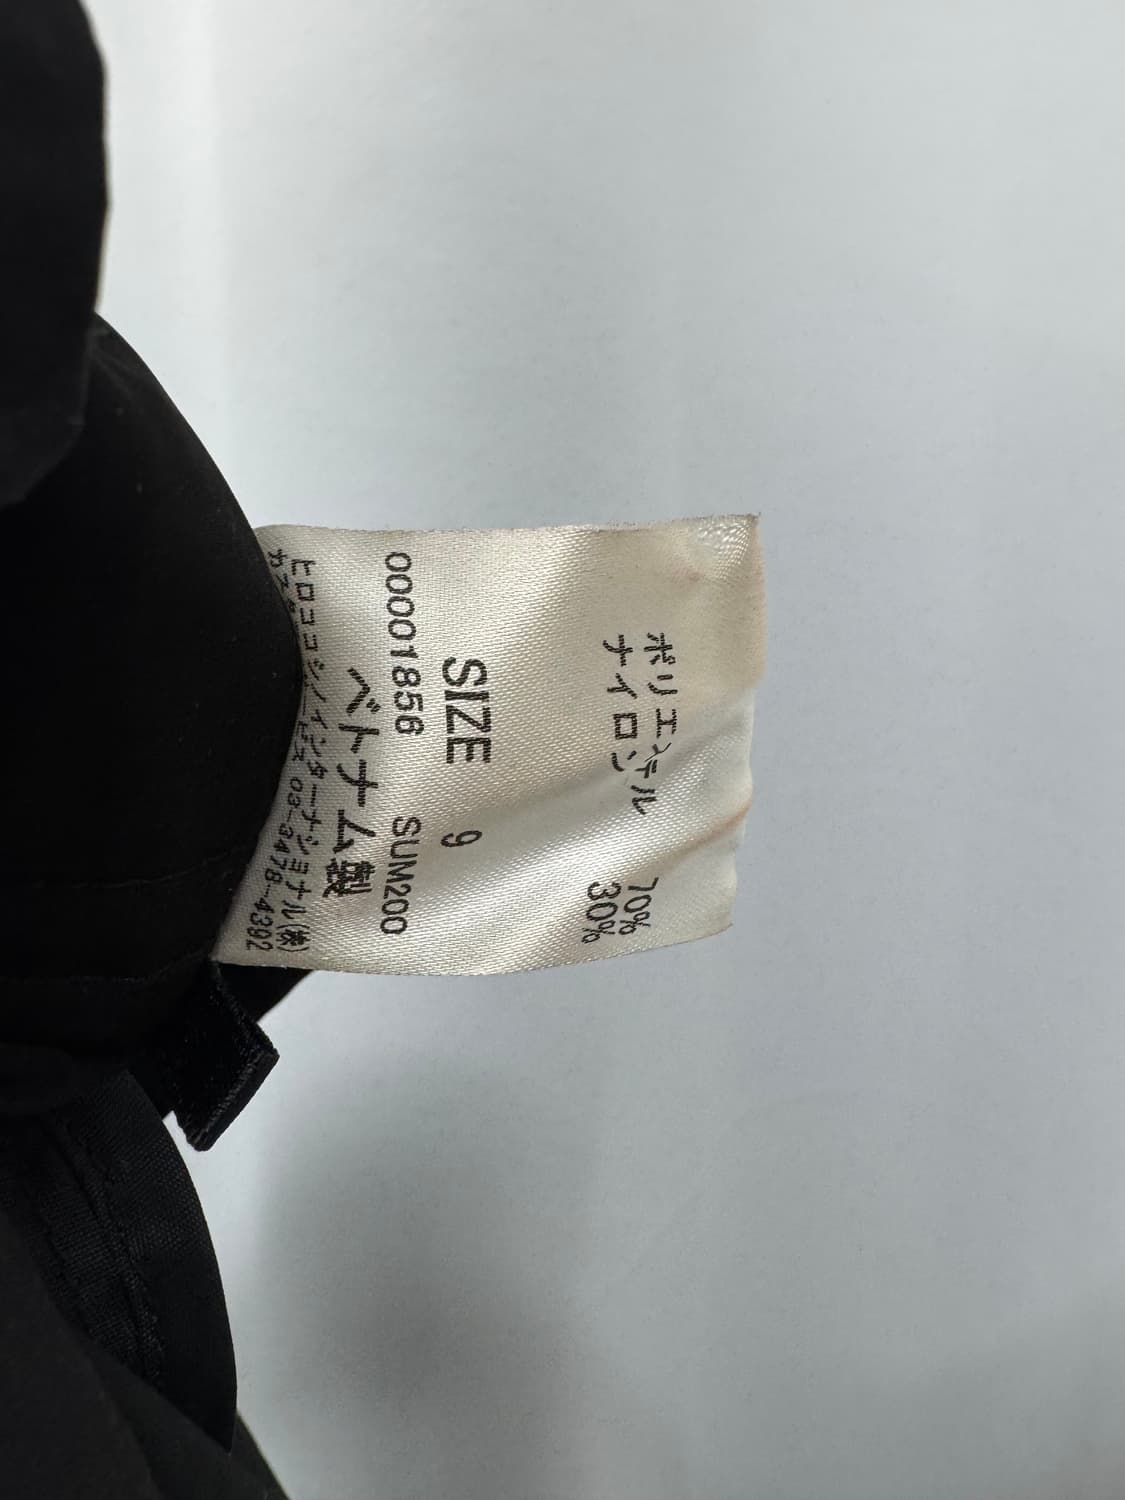 ポリエステル 70%
ナイロン 30%
SIZE 9
00001856 SUM200
ベトナム製
ヒロココシノインターナショナル(株)
03-3478-4392